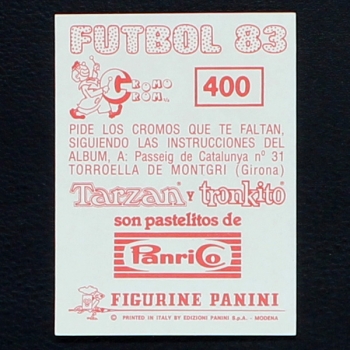 FUTBOL 83
CROMO CROM.
400
PIDE LOS CROMOS QUE TE FALTAN,
SIGUIENDO LAS INSTRUCCIONES DEL
ALBUM, A: Passeig de Catalunya nº 31
TORROELLA DE MONTGRI (Girona)
Tarzan Y tronkito
son pastelitos de
PanriCo
FIGURINE PANINI
© PRINTED IN ITALY BY EDIZIONI PANINI S.p.A. - MODENA